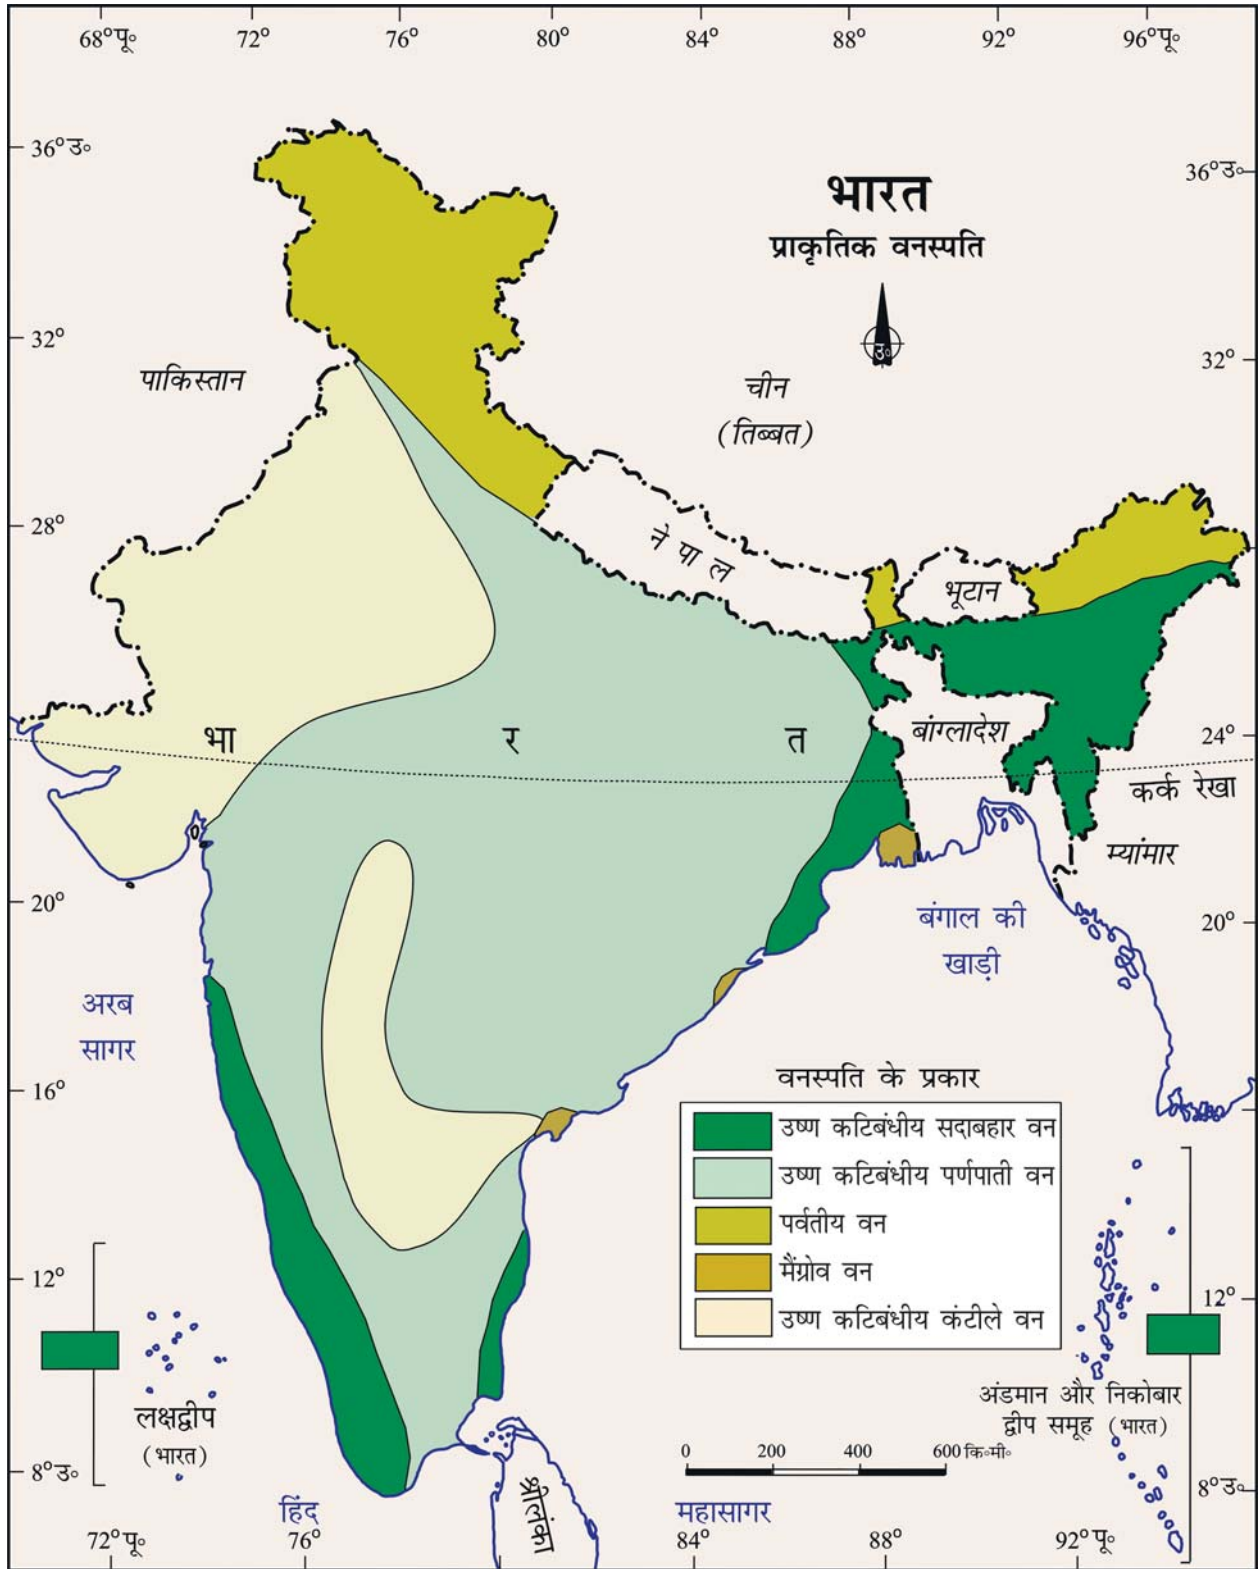 68°पू॰ 72° 76° 80° 84° 88° 92° 96°पू॰
36°उ॰
36°उ॰
भारत
प्राकृतिक वनस्पति
उ॰
32°
32°
पाकिस्तान
चीन
(तिब्बत)
28°
नेपाल
भूटान
भा र त
बांग्लादेश
24°
कर्क रेखा
म्यांमार
20°
20°
बंगाल की
खाड़ी
अरब
सागर
16°
वनस्पति के प्रकार
उष्ण कटिबंधीय सदाबहार वन
उष्ण कटिबंधीय पर्णपाती वन
पर्वतीय वन
मैंग्रोव वन
उष्ण कटिबंधीय कंटीले वन
12°
12°
लक्षद्वीप
(भारत)
अंडमान और निकोबार
द्वीप समूह (भारत)
0 200 400 600 कि॰मी॰
8°उ॰
8°उ॰
श्रीलंका
हिंद महासागर
72°पू॰ 76° 84° 88° 92°पू॰